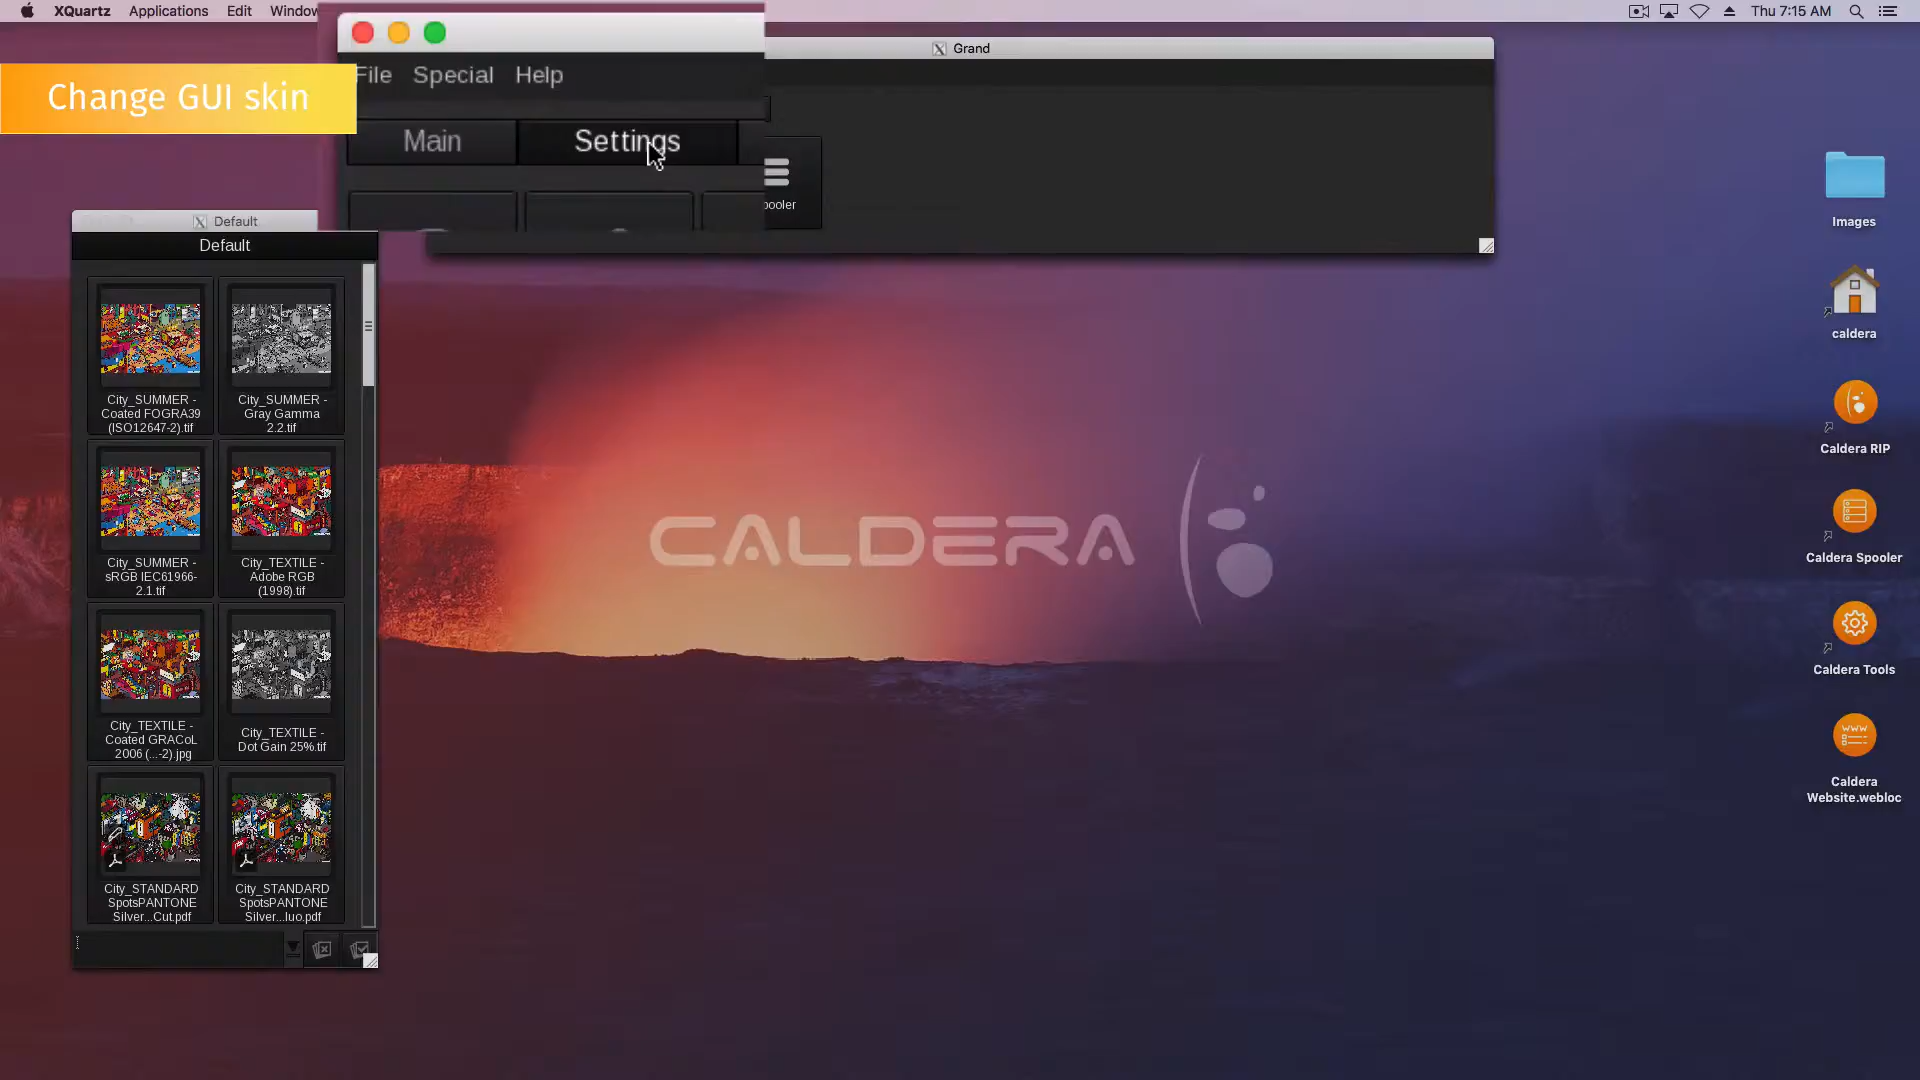 XQuartz Applications Edit Window
Thu 7:15 AM
Grand
File Special Help
Change GUI skin
Main Settings
Default
Default
City_SUMMER -
Coated FOGRA39
(ISO12647-2).tif
City_SUMMER -
Gray Gamma
2.2.tif
City_SUMMER -
sRGB IEC61966-
2.1.tif
City_TEXTILE -
Adobe RGB
(1998).tif
City_TEXTILE -
Coated GRACoL
2006 (...-2).jpg
City_TEXTILE -
Dot Gain 25%.tif
City_STANDARD
SpotsPANTONE
Silver...Cut.pdf
City_STANDARD
SpotsPANTONE
Silver...luo.pdf
pooler
CALDERA
Images
caldera
Caldera RIP
Caldera Spooler
Caldera Tools
WWW
Caldera
Website.webloc